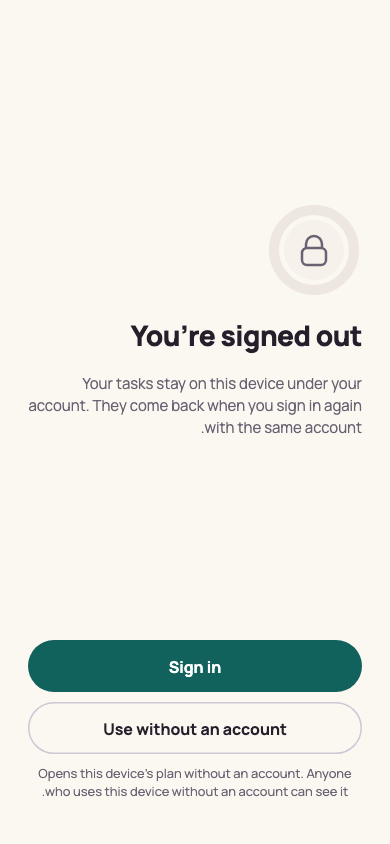 You're signed out
Your tasks stay on this device under your
account. They come back when you sign in again
.with the same account
Sign in
Use without an account
Opens this device's plan without an account. Anyone
.who uses this device without an account can see it